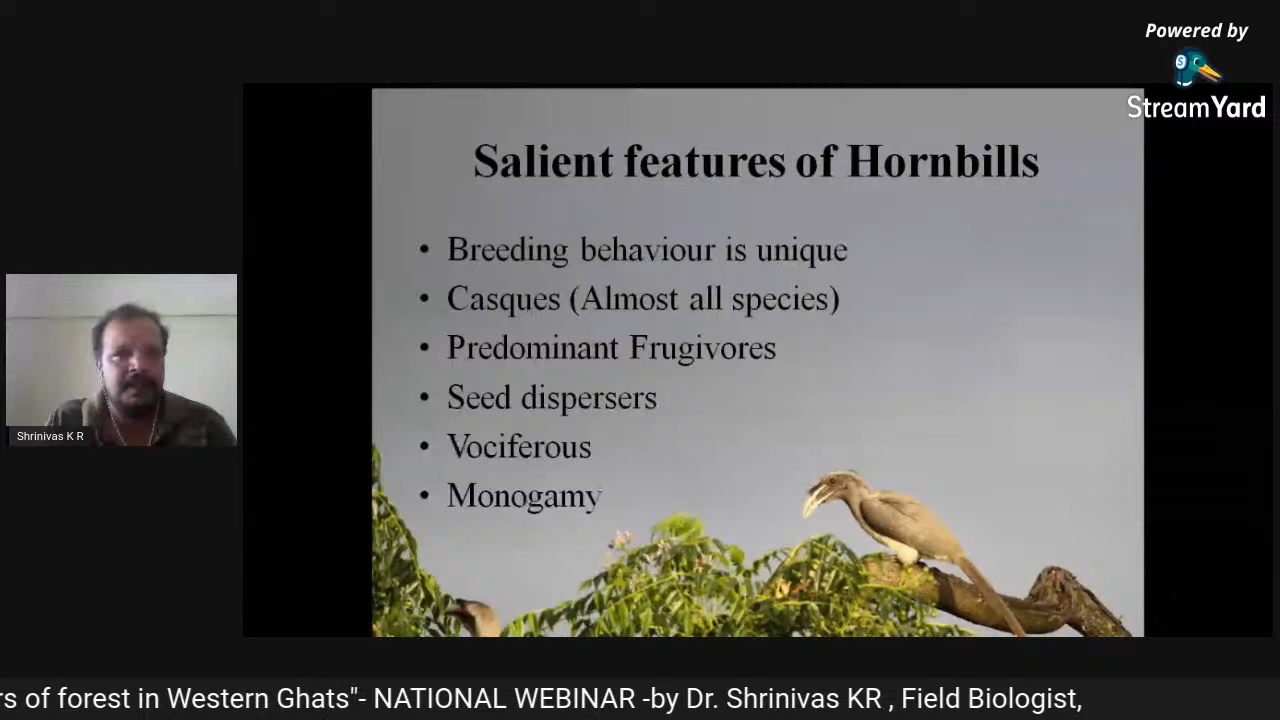 Powered by
StreamYard
Salient features of Hornbills
• Breeding behaviour is unique
• Casques (Almost all species)
• Predominant Frugivores
• Seed dispersers
• Vociferous
• Monogamy
Shrinivas K R
rs of forest in Western Ghats"- NATIONAL WEBINAR -by Dr. Shrinivas KR , Field Biologist,